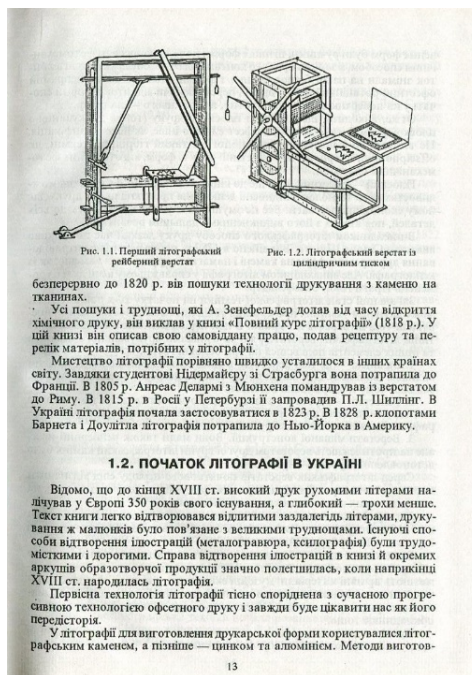 Рис. 1.1. Перший літографський
рейберний верстат
Рис. 1.2. Літографський верстат із
циліндричним тиском
безперервно до 1820 р. вів пошуки технології друкування з каменю на
тканинах.
Усі пошуки і труднощі, які А. Зенефельдер долав від часу відкриття
хімічного друку, він виклав у книзі «Повний курс літографії» (1818 р.). У
цій книзі він описав свою самовіддану працю, подав рецептуру та пе-
релік матеріалів, потрібних у літографії.
Мистецтво літографії порівняно швидко усталилося в інших країнах
світу. Завдяки студентові Нідермайєру зі Страсбурга вона потрапила до
Франції. В 1805 р. Анреас Делармі з Мюнхена помандрував із верстатом
до Риму. В 1815 р. в Росії у Петербурзі її запровадив П.Л. Шиллінг. В
Україні літографія почала застосовуватися в 1823 р. В 1828 р. клопотами
Барнета і Доулітла літографія потрапила до Нью-Йорка в Америку.
1.2. ПОЧАТОК ЛІТОГРАФІЇ В УКРАЇНІ
Відомо, що до кінця XVIII ст. високий друк рухомими літерами на-
лічував у Європі 350 років свого існування, а глибокий — трохи менше.
Текст книги легко відтворювався відлитими заздалегідь літерами, друку-
вання ж малюнків було пов'язано з великими труднощами. Існуючі спо-
соби відтворення ілюстрацій (металогравюра, ксилографія) були трудо-
місткими і дорогими. Справа відтворення ілюстрацій в книзі й окремих
аркушів образотворчої продукції значно полегшилась, коли наприкінці
XVIII ст. народилась літографія.
Первісна технологія літографії тісно споріднена з сучасною прогре-
сивною технологією офсетного друку і завжди буде цікавити нас як його
передісторія.
У літографії для виготовлення друкарської форми користувалися літог-
рафським каменем, а пізніше — цинком та алюмінієм. Методи виготов-
13